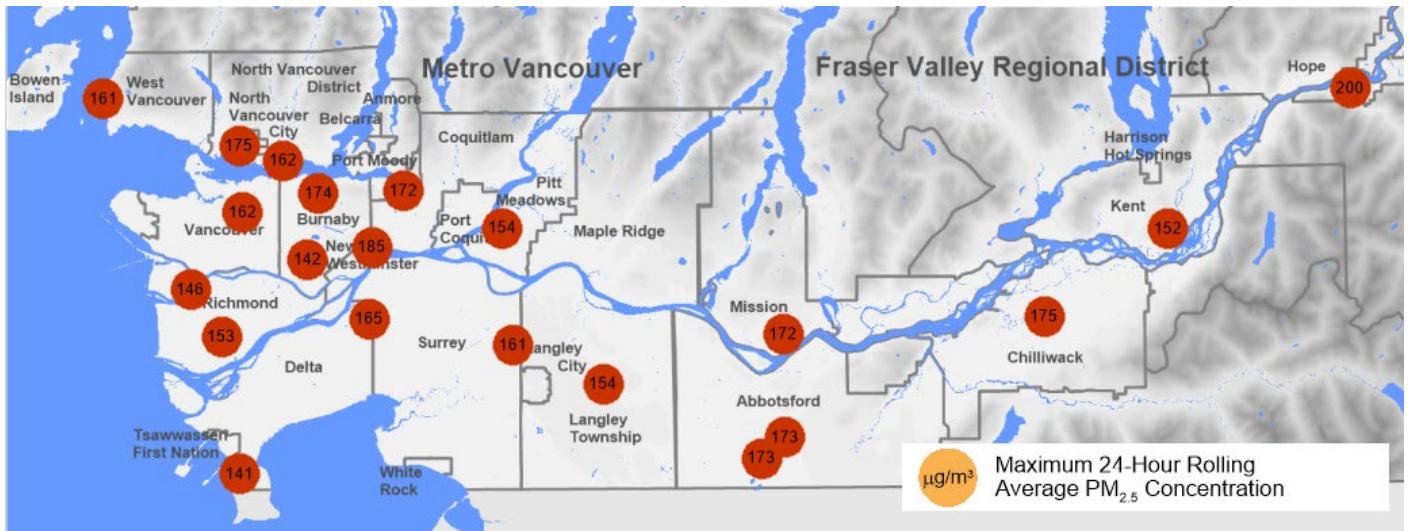 Metro Vancouver
Fraser Valley Regional District
Bowen
Island
161
West
Vancouver
North Vancouver
District
North
Vancouver
City
175
162
Belcarra
Anmore
Port Moody
172
Coquitlam
Pitt
Meadows
Port
154
Maple Ridge
Hope
200
Harrison
Hot Springs
Kent
152
162
Vancouver
174
Burnaby
142
185
146
Richmond
153
165
Delta
Surrey
161
City
154
Langley
Township
Mission
172
Abbotsford
173
173
175
Chilliwack
Tsawwassen
First Nation
141
White
Rock
µg/m³
Maximum 24-Hour Rolling
Average PM2.5 Concentration